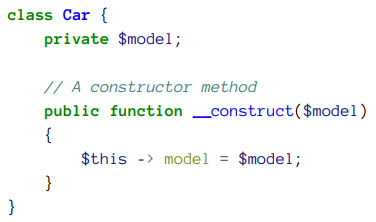 class Car {
    private $model;

    // A constructor method
    public function __construct($model)
    {
        $this -> model = $model;
    }
}